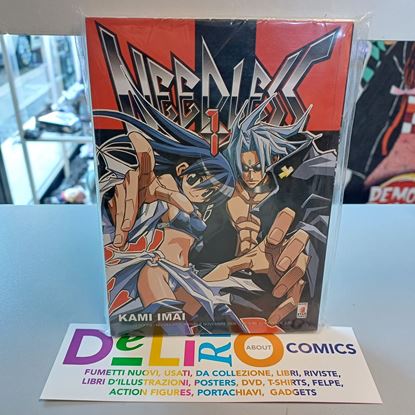 NEEDLESS
1
KAMI IMAI
DELIRO ABOUT COMICS
FUMETTI NUOVI, USATI, DA COLLEZIONE, LIBRI, RIVISTE,
LIBRI D'ILLUSTRAZIONI, POSTERS, DVD, T-SHIRTS, FELPE,
ACTION FIGURES, PORTACHIAVI, GADGETS
DEMO